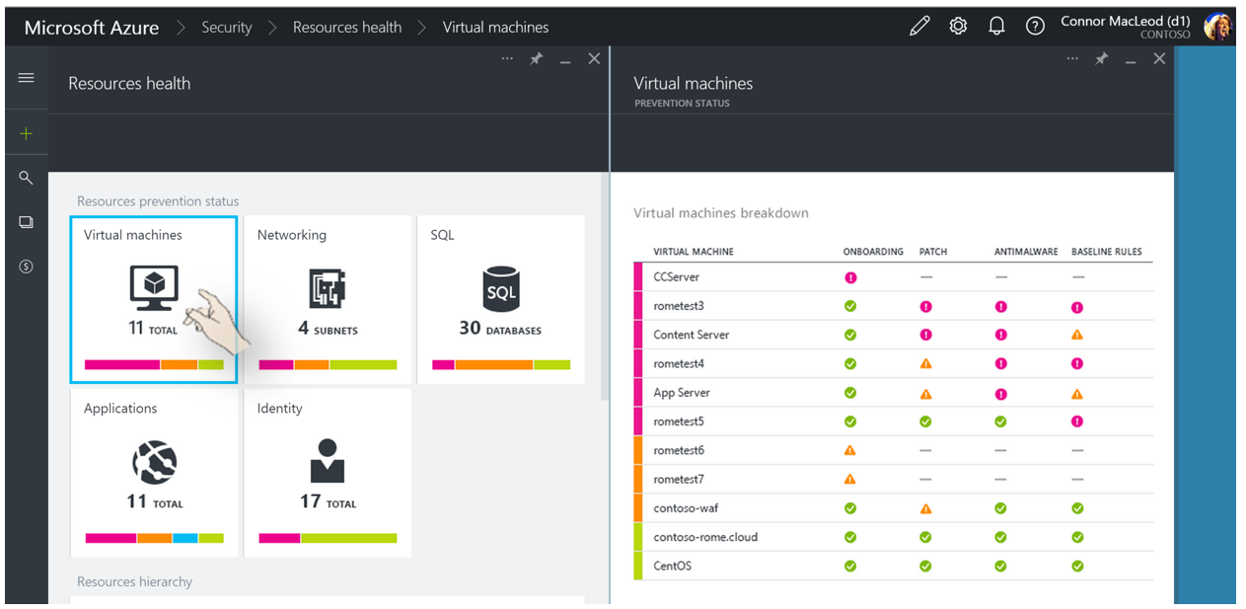 Microsoft Azure > Security > Resources health > Virtual machines
Connor MacLeod (d1)
CONTOSO
Resources health
Resources prevention status
Virtual machines Networking SQL
SQL
11 TOTAL 4 SUBNETS 30 DATABASES
Applications Identity
11 TOTAL 17 TOTAL
Resources hierarchy
Virtual machines
PREVENTION STATUS
Virtual machines breakdown
VIRTUAL MACHINE ONBOARDING PATCH ANTIMALWARE BASELINE RULES
CCServer — — —
rometest3
Content Server
rometest4
App Server
rometest5
rometest6 — — —
rometest7 — — —
contoso-waf
contoso-rome.cloud
CentOS